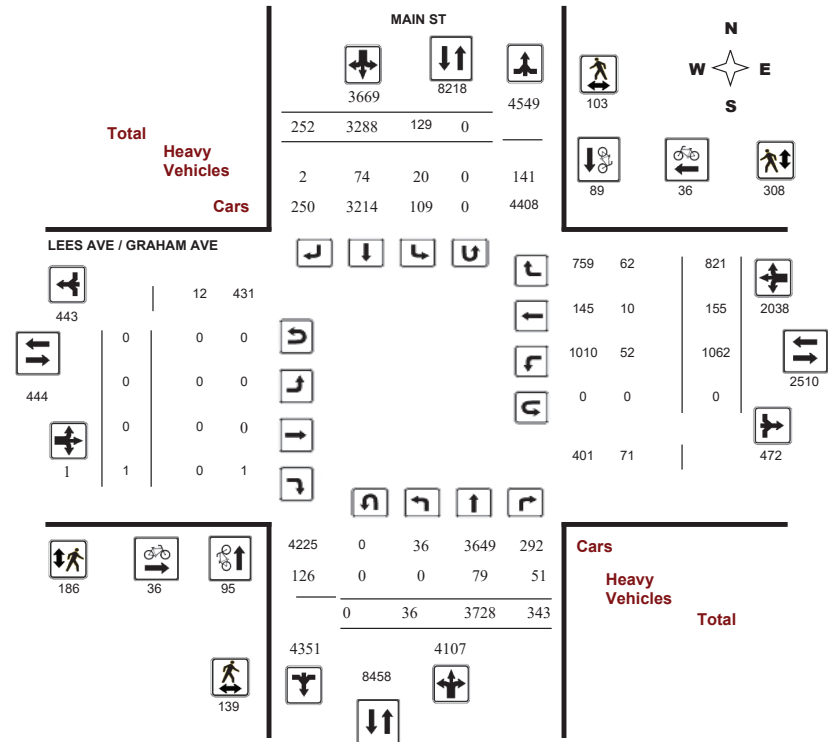 MAIN ST
N
W E
S
3669 8218 4549 103
Total 252 3288 129 0
Heavy
Vehicles 2 74 20 0 141
Cars 250 3214 109 0 4408
89 36 308
LEES AVE / GRAHAM AVE
443 12 431
444
0 0 0
0 0 0
0 0 0
1 1 0 1
759 62 821
2038
145 10 155
2510
1010 52 1062
0 0 0
401 71 472
186 36 95
139
4225 0 36 3649 292 Cars
126 0 0 79 51 Heavy
Vehicles
0 36 3728 343 Total
4351 8458 4107